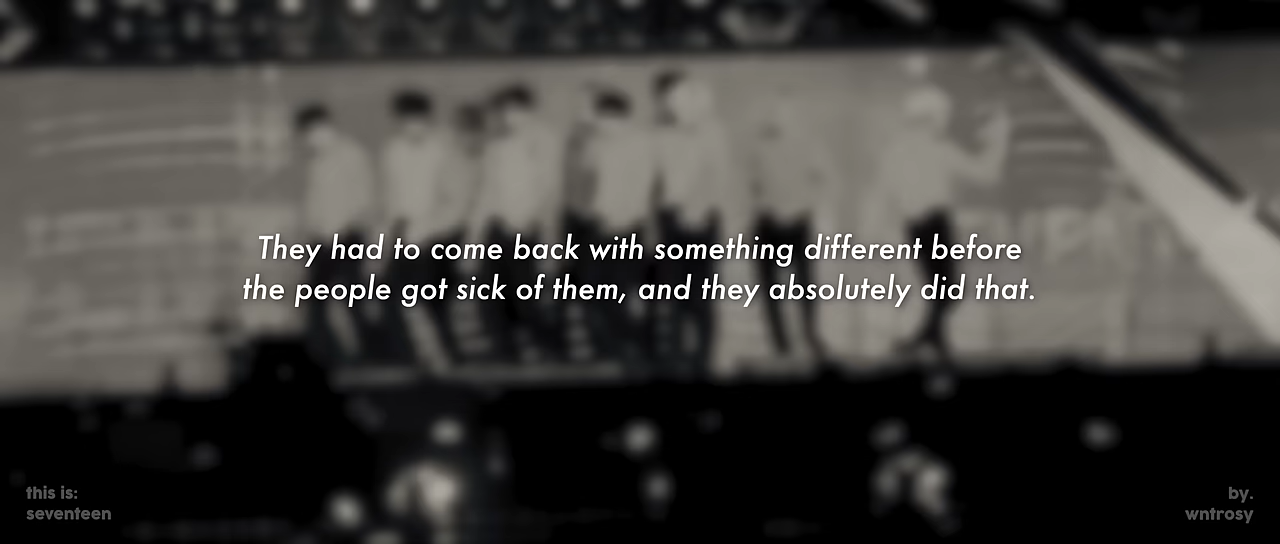 They had to come back with something different before
the people got sick of them, and they absolutely did that.
this is:
seventeen
by.
wntrosy